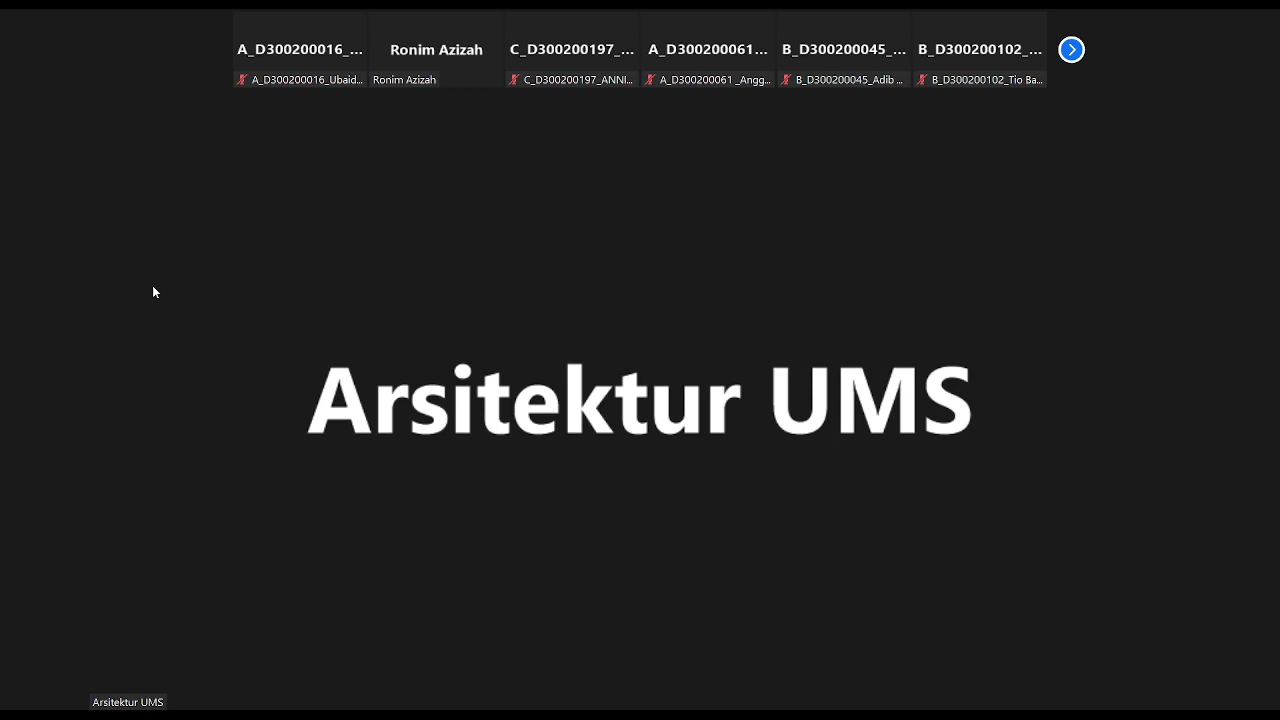 A_D300200016_...
Ronim Azizah
C_D300200197_...
A_D300200061...
B_D300200045_...
B_D300200102_...
A_D300200016_Ubaid...
Ronim Azizah
C_D300200197_ANNI...
A_D300200061 _Angg...
B_D300200045_Adib ...
B_D300200102_Tio Ba...
Arsitektur UMS
Arsitektur UMS